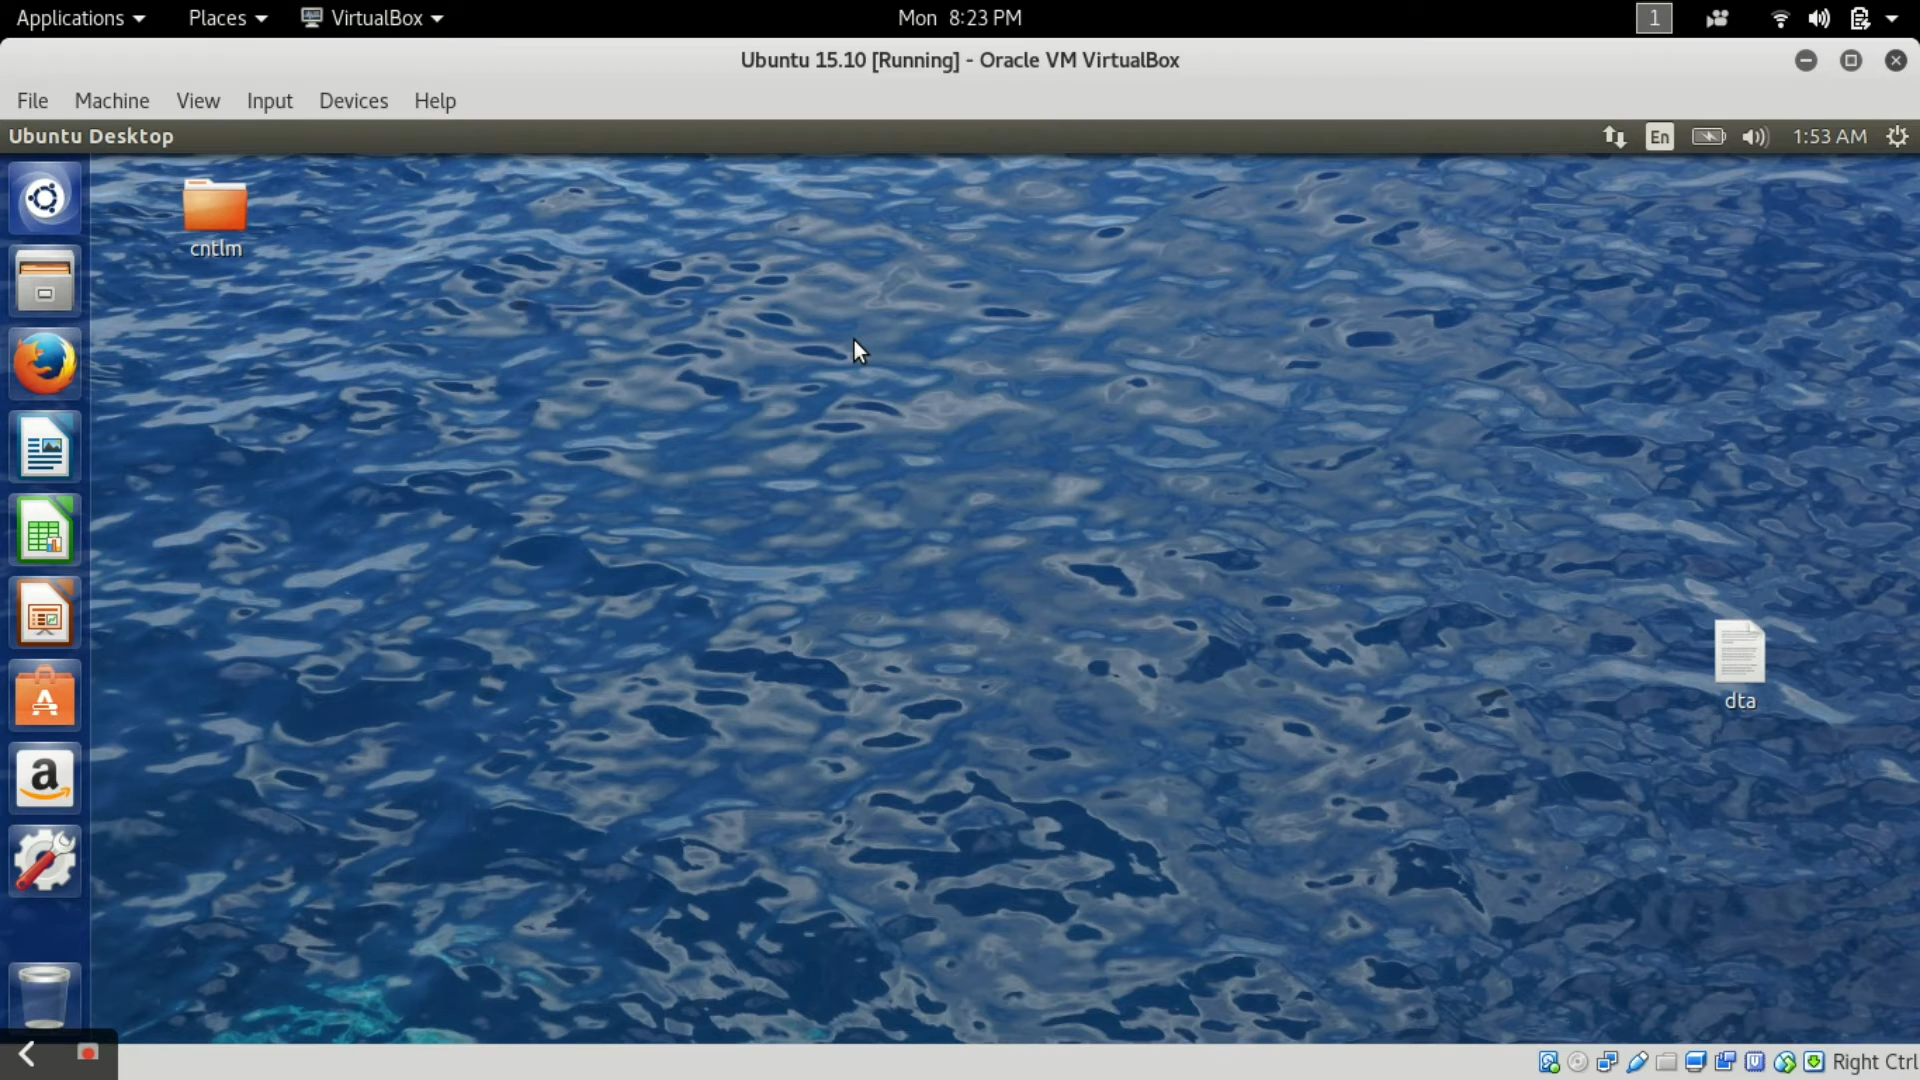 Applications Places VirtualBox Mon 8:23 PM 1
Ubuntu 15.10 [Running] - Oracle VM VirtualBox
File Machine View Input Devices Help
Ubuntu Desktop En 1:53 AM
cntlm
dta
Right Ctrl